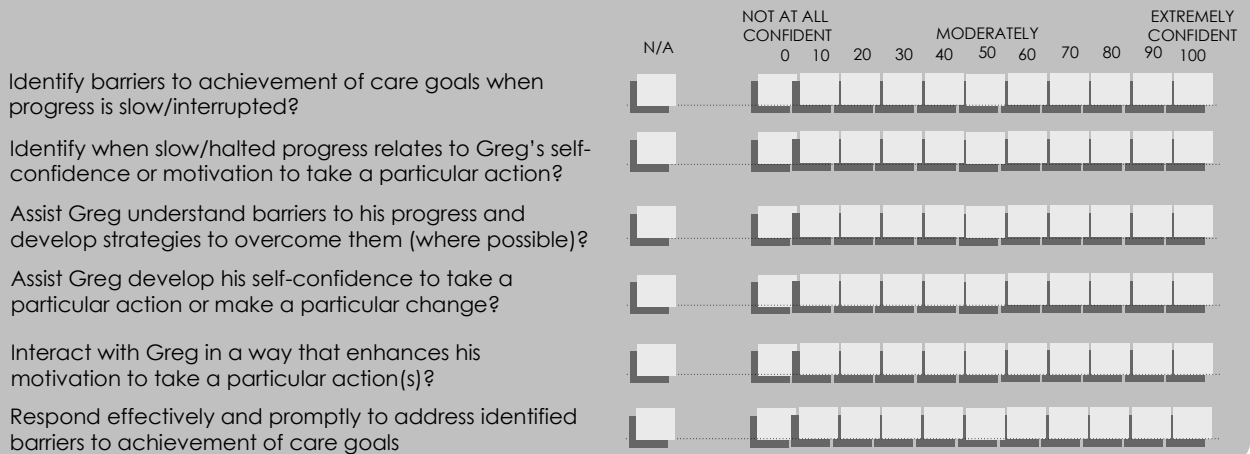 NOT AT ALL CONFIDENT
MODERATELY
EXTREMELY CONFIDENT
N/A
0 10 20 30 40 50 60 70 80 90 100
Identify barriers to achievement of care goals when
progress is slow/interrupted?
Identify when slow/halted progress relates to Greg's self-
confidence or motivation to take a particular action?
Assist Greg understand barriers to his progress and
develop strategies to overcome them (where possible)?
Assist Greg develop his self-confidence to take a
particular action or make a particular change?
Interact with Greg in a way that enhances his
motivation to take a particular action(s)?
Respond effectively and promptly to address identified
barriers to achievement of care goals